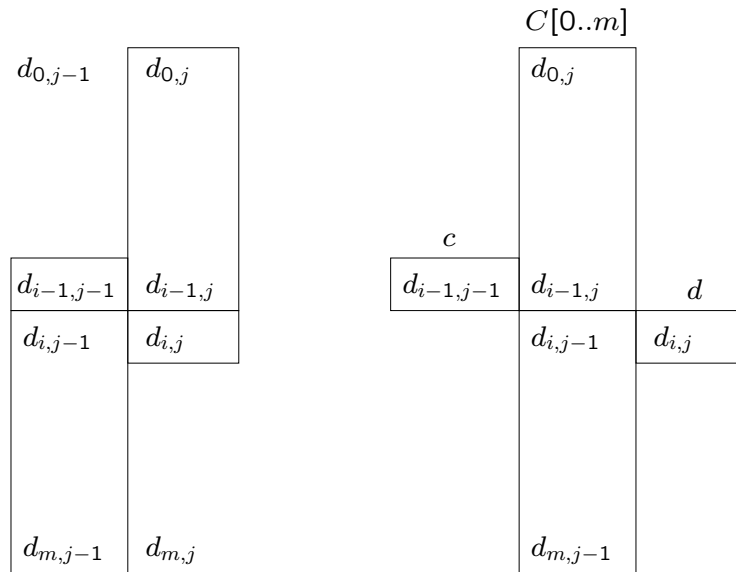 C[0..m]
d_{0,j−1} d_{0,j} d_{0,j}
c
d_{i−1,j−1} d_{i−1,j} d_{i−1,j−1} d_{i−1,j} d
d_{i,j−1} d_{i,j} d_{i,j−1} d_{i,j}
d_{m,j−1} d_{m,j} d_{m,j−1}